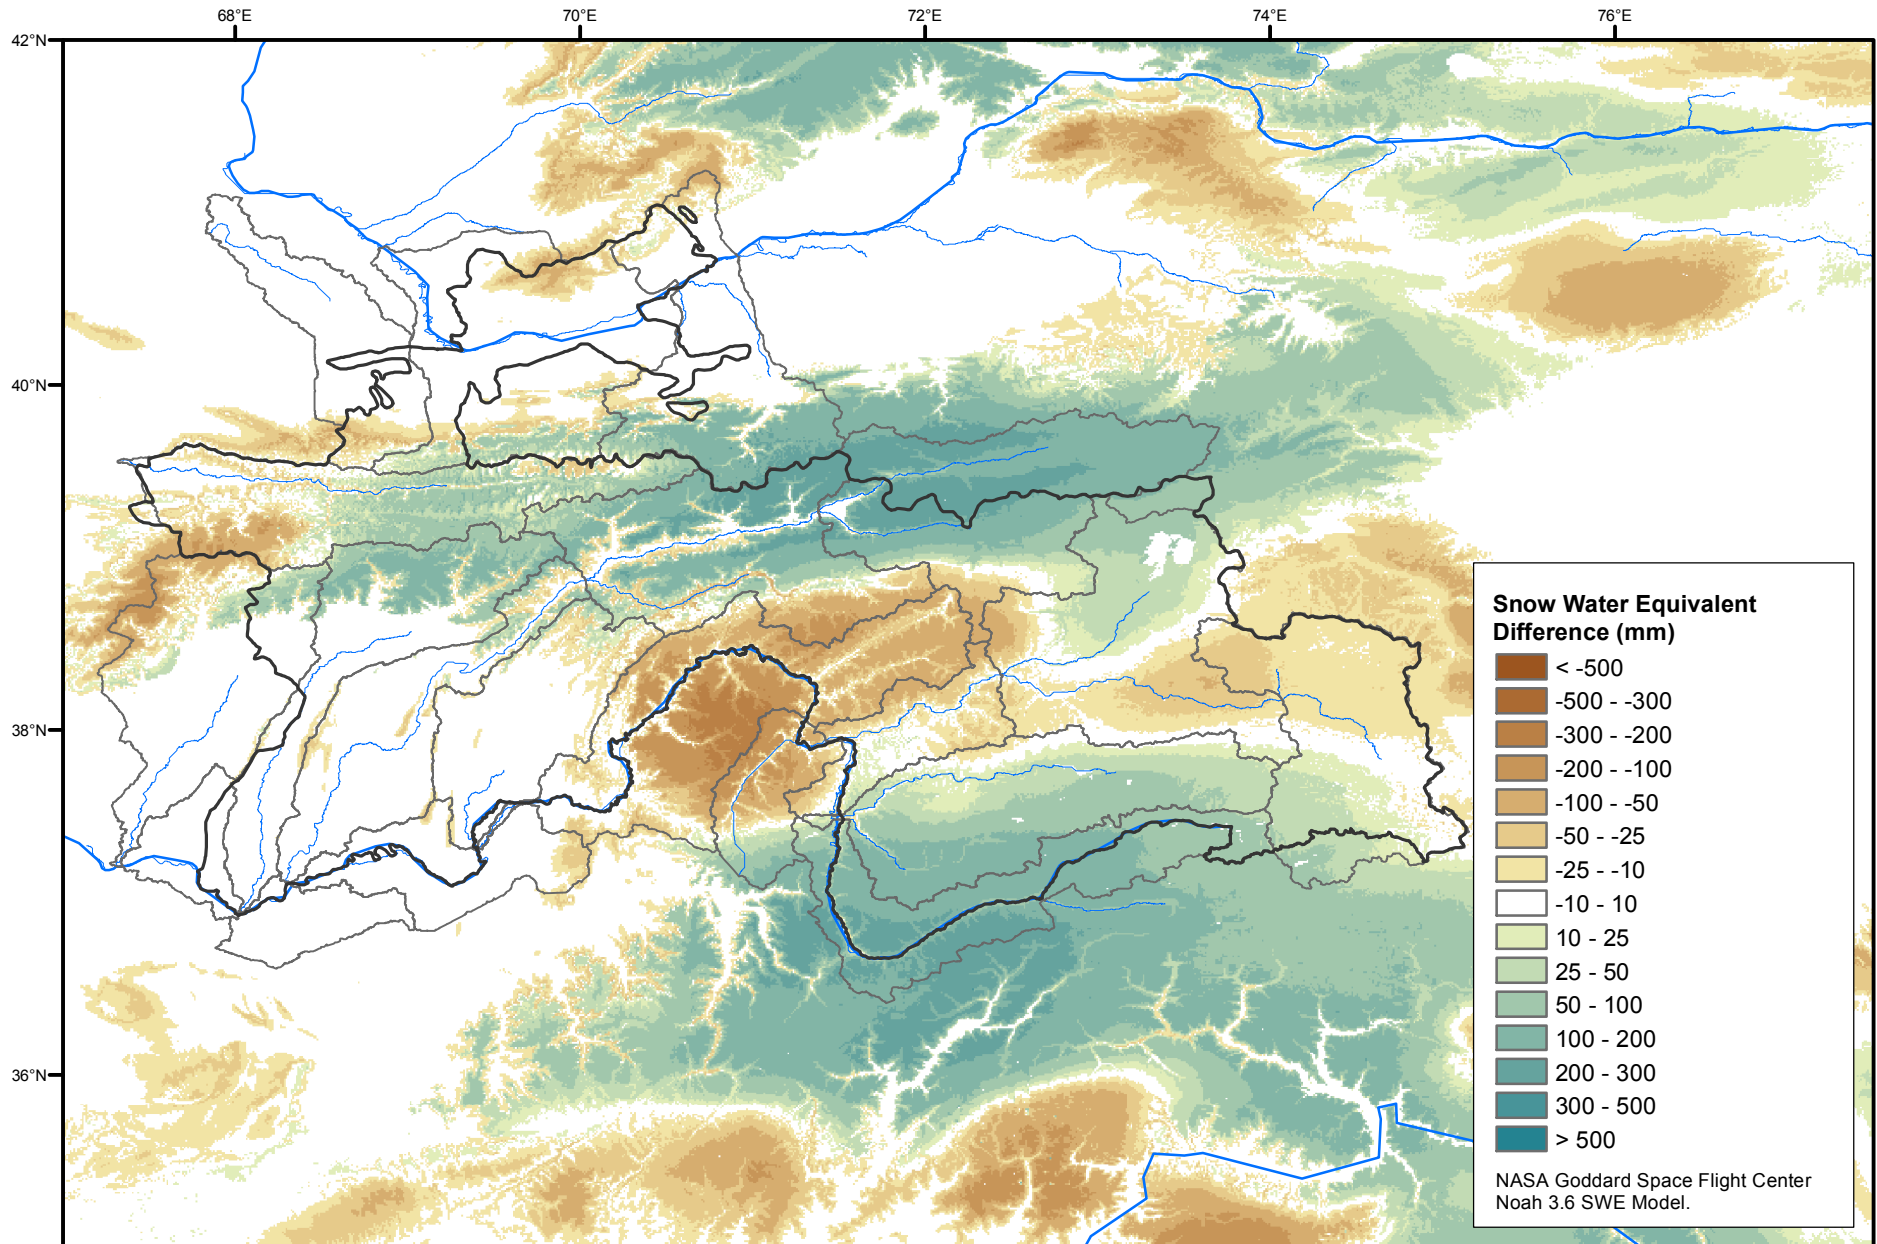 68°E 70°E 72°E 74°E 76°E
42°N
40°N
38°N
36°N
Snow Water Equivalent
Difference (mm)
< -500
-500 - -300
-300 - -200
-200 - -100
-100 - -50
-50 - -25
-25 - -10
-10 - 10
10 - 25
25 - 50
50 - 100
100 - 200
200 - 300
300 - 500
> 500
NASA Goddard Space Flight Center
Noah 3.6 SWE Model.